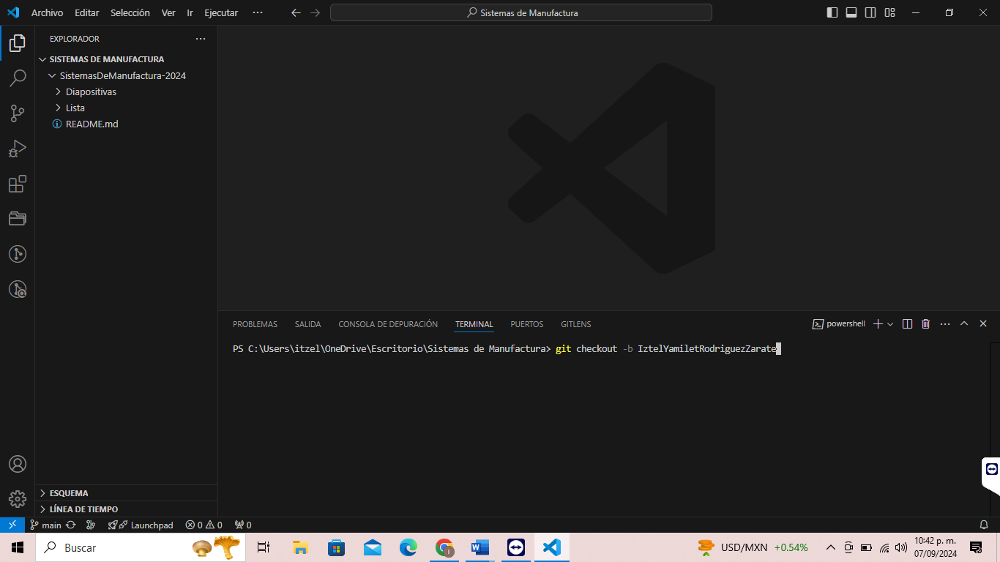 Archivo Editar Selección Ver Ir Ejecutar ··· Sistemas de Manufactura
EXPLORADOR ···
SISTEMAS DE MANUFACTURA
SistemasDeManufactura-2024
Diapositivas
Lista
README.md
PROBLEMAS SALIDA CONSOLA DE DEPURACIÓN TERMINAL PUERTOS GITLENS powershell
PS C:\Users\itzel\OneDrive\Escritorio\Sistemas de Manufactura> git checkout -b IztelYamiletRodriguezZarate
ESQUEMA
LÍNEA DE TIEMPO
main Launchpad 0 0 0
Buscar USD/MXN +0.54% 10:42 p. m.
07/09/2024